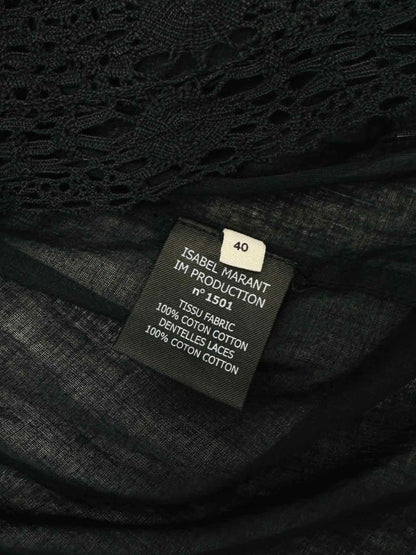 40
ISABEL MARANT
IM PRODUCTION
n°1501
TISSU FABRIC
100% COTON COTTON
DENTELLES LACES
100% COTON COTTON